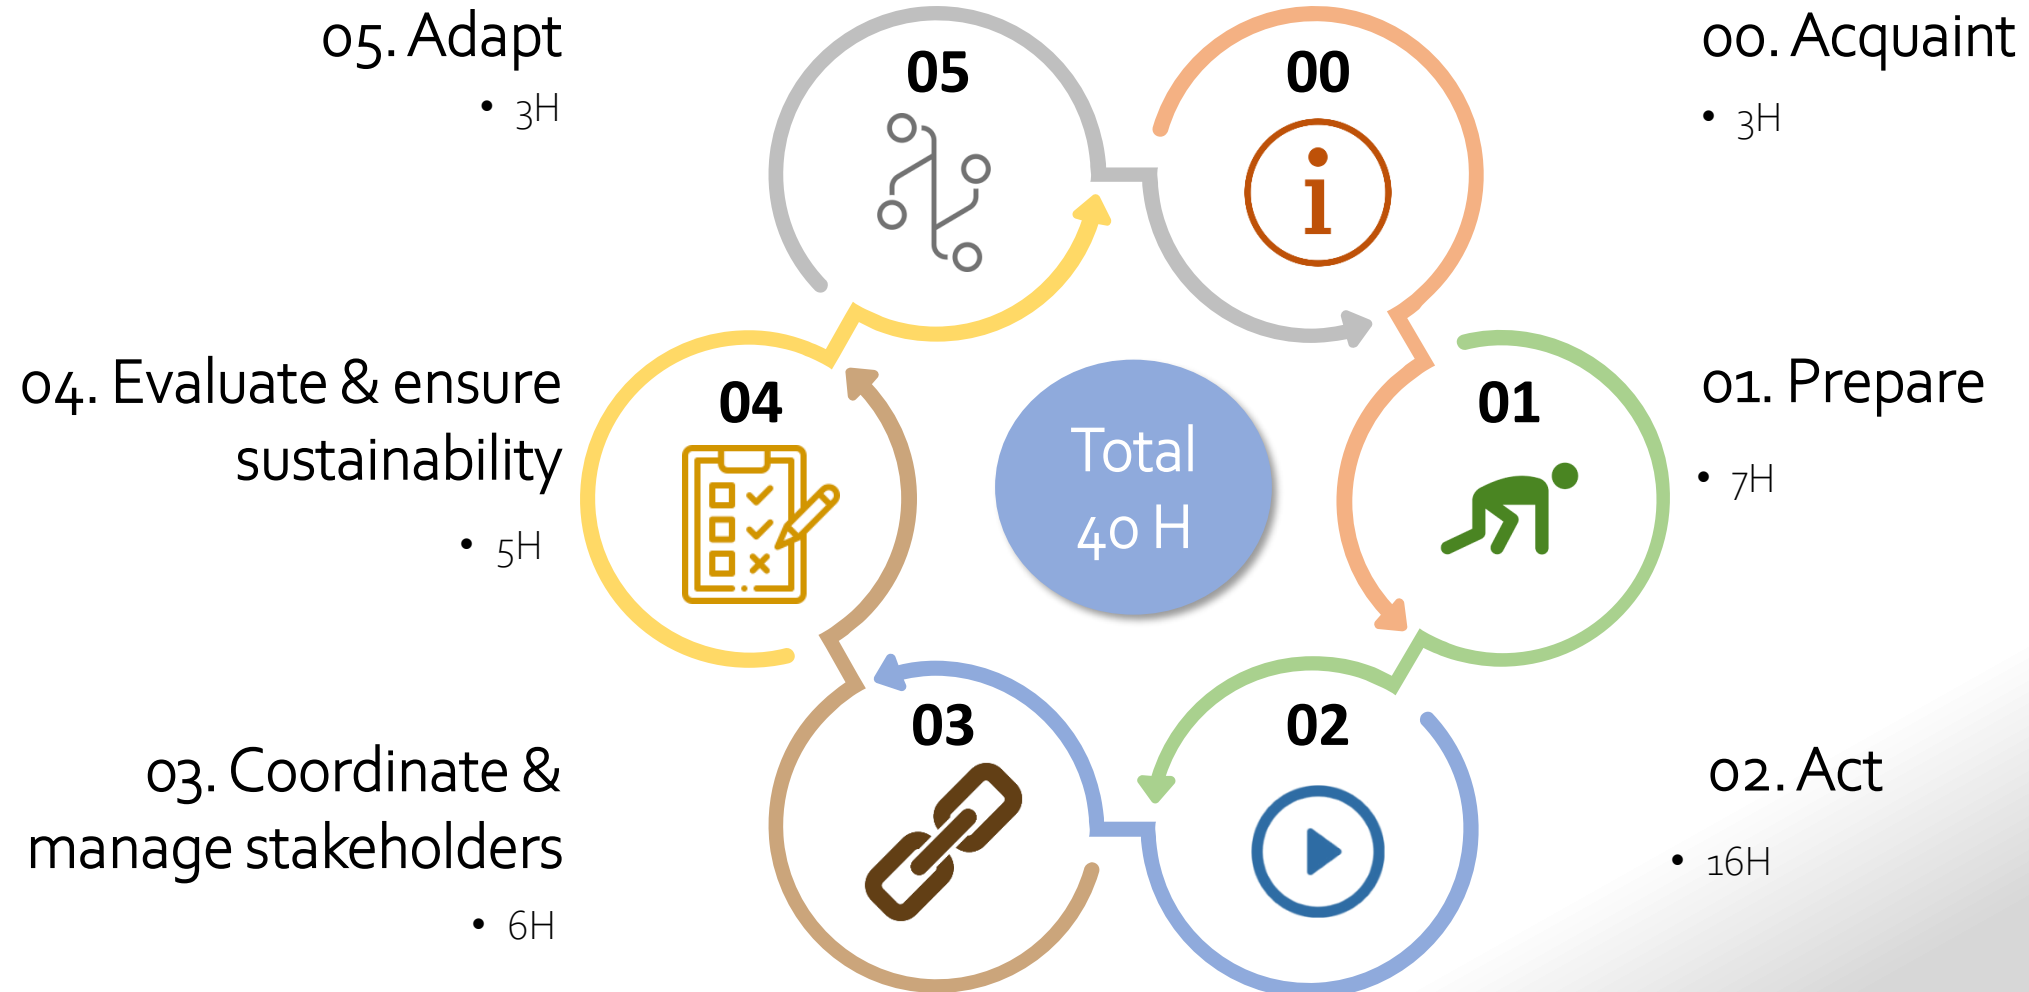 05. Adapt
• 3H
05
00
00. Acquaint
• 3H
04. Evaluate & ensure
sustainability
• 5H
04
Total
40 H
01
01. Prepare
• 7H
03. Coordinate &
manage stakeholders
• 6H
03
02
02. Act
• 16H